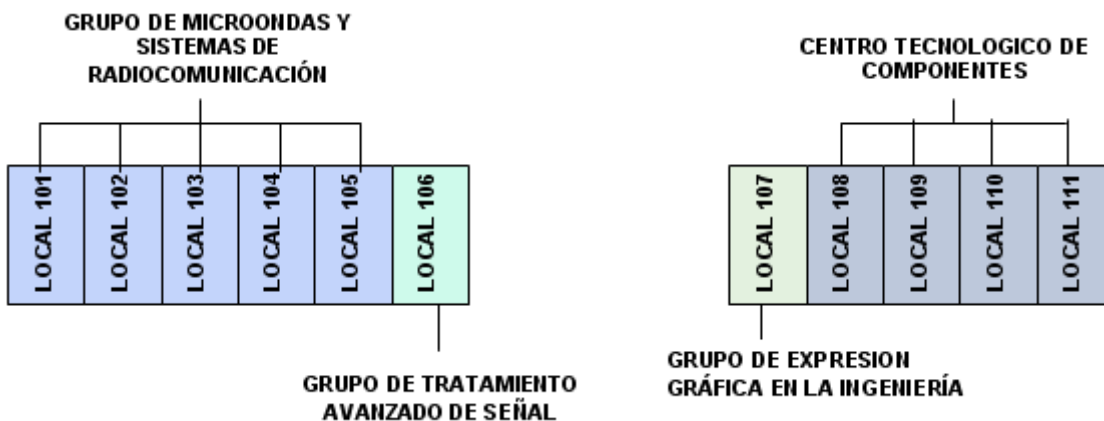 GRUPO DE MICROONDAS Y
SISTEMAS DE
RADIOCOMUNICACIÓN
CENTRO TECNOLOGICO DE
COMPONENTES
LOCAL 101
LOCAL 102
LOCAL 103
LOCAL 104
LOCAL 105
LOCAL 106
LOCAL 107
LOCAL 108
LOCAL 109
LOCAL 110
LOCAL 111
GRUPO DE TRATAMIENTO
AVANZADO DE SEÑAL
GRUPO DE EXPRESION
GRÁFICA EN LA INGENIERÍA